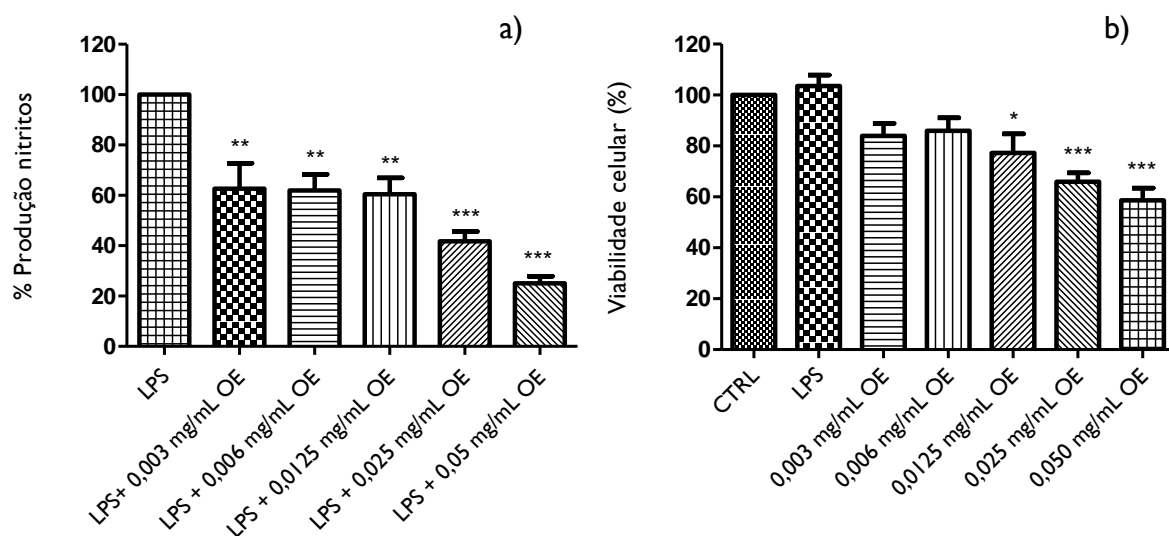 a)
% Produção nitritos
120
100
80
60
40
20
0
**
**
**
***
***
LPS
LPS+ 0,003 mg/mL OE
LPS + 0,006 mg/mL OE
LPS + 0,0125 mg/mL OE
LPS + 0,025 mg/mL OE
LPS + 0,05 mg/mL OE
b)
Viabilidade celular (%)
120
100
80
60
40
20
0
*
***
***
CTRL
LPS
0,003 mg/mL OE
0,006 mg/mL OE
0,0125 mg/mL OE
0,025 mg/mL OE
0,050 mg/mL OE